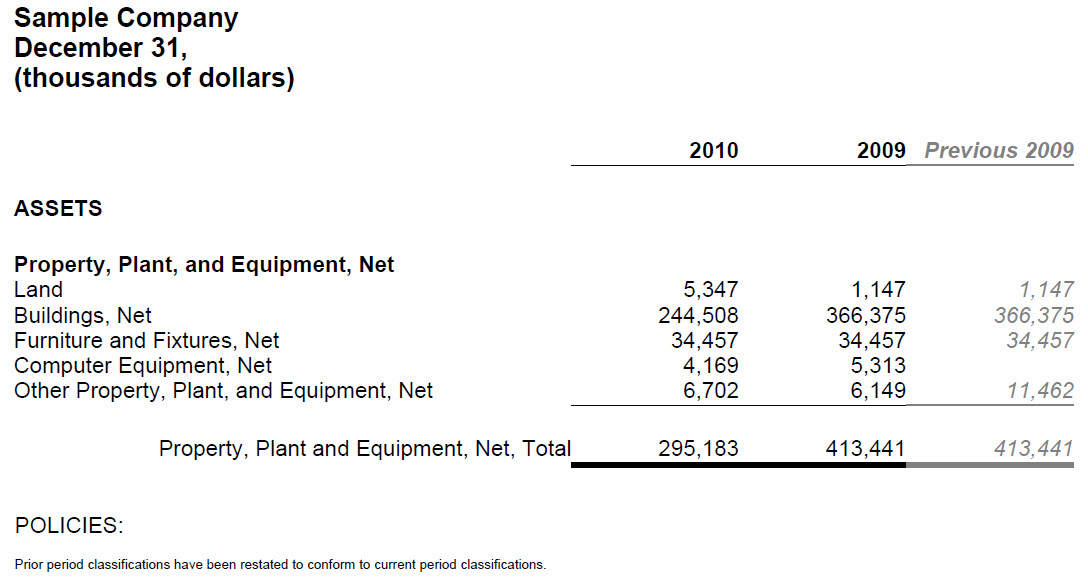 Sample Company
December 31,
(thousands of dollars)
2010 2009 Previous 2009
ASSETS
Property, Plant, and Equipment, Net
Land 5,347 1,147 1,147
Buildings, Net 244,508 366,375 366,375
Furniture and Fixtures, Net 34,457 34,457 34,457
Computer Equipment, Net 4,169 5,313
Other Property, Plant, and Equipment, Net 6,702 6,149 11,462
Property, Plant and Equipment, Net, Total 295,183 413,441 413,441
POLICIES:
Prior period classifications have been restated to conform to current period classifications.